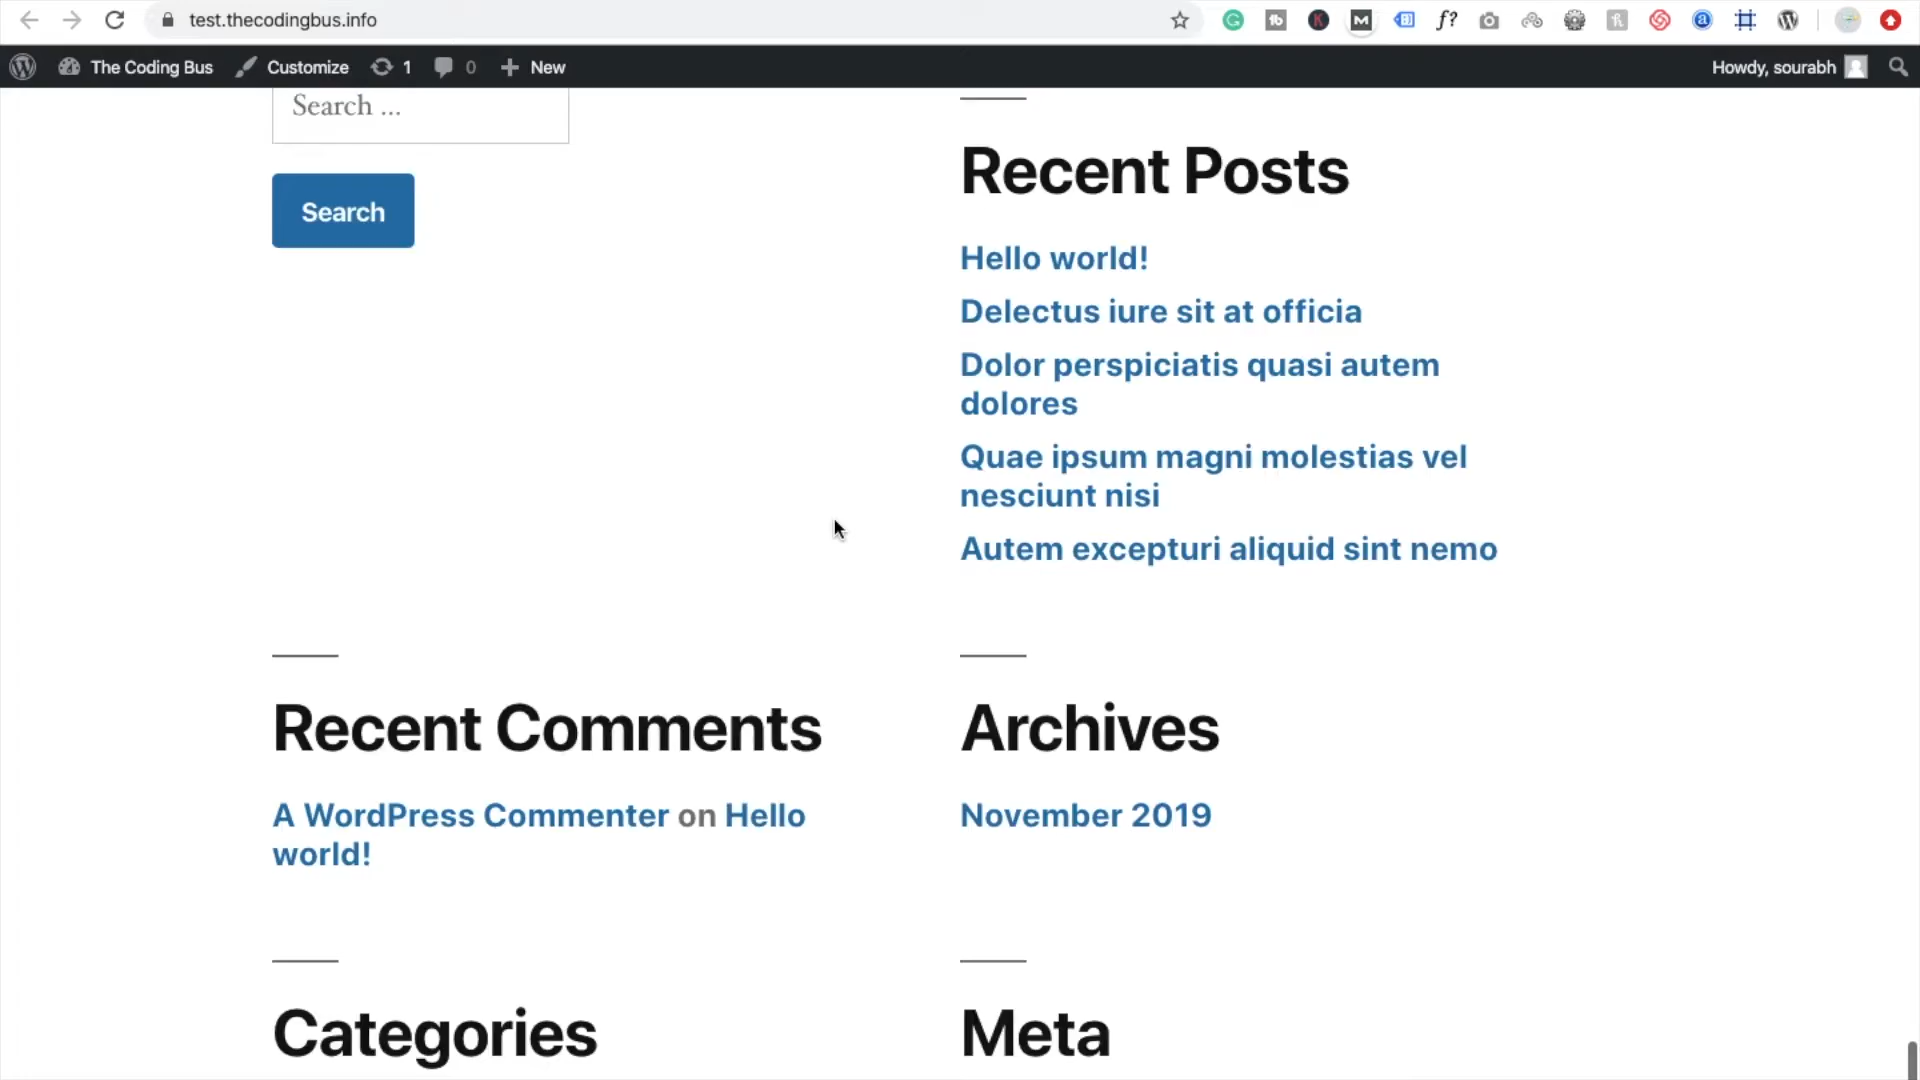 test.thecodingbus.info
The Coding Bus
Customize
1
0
New
Howdy, sourabh
Search ...
Search
Recent Posts
Hello world!
Delectus iure sit at officia
Dolor perspiciatis quasi autem
dolores
Quae ipsum magni molestias vel
nesciunt nisi
Autem excepturi aliquid sint nemo
Recent Comments
A WordPress Commenter on Hello
world!
Archives
November 2019
Categories
Meta